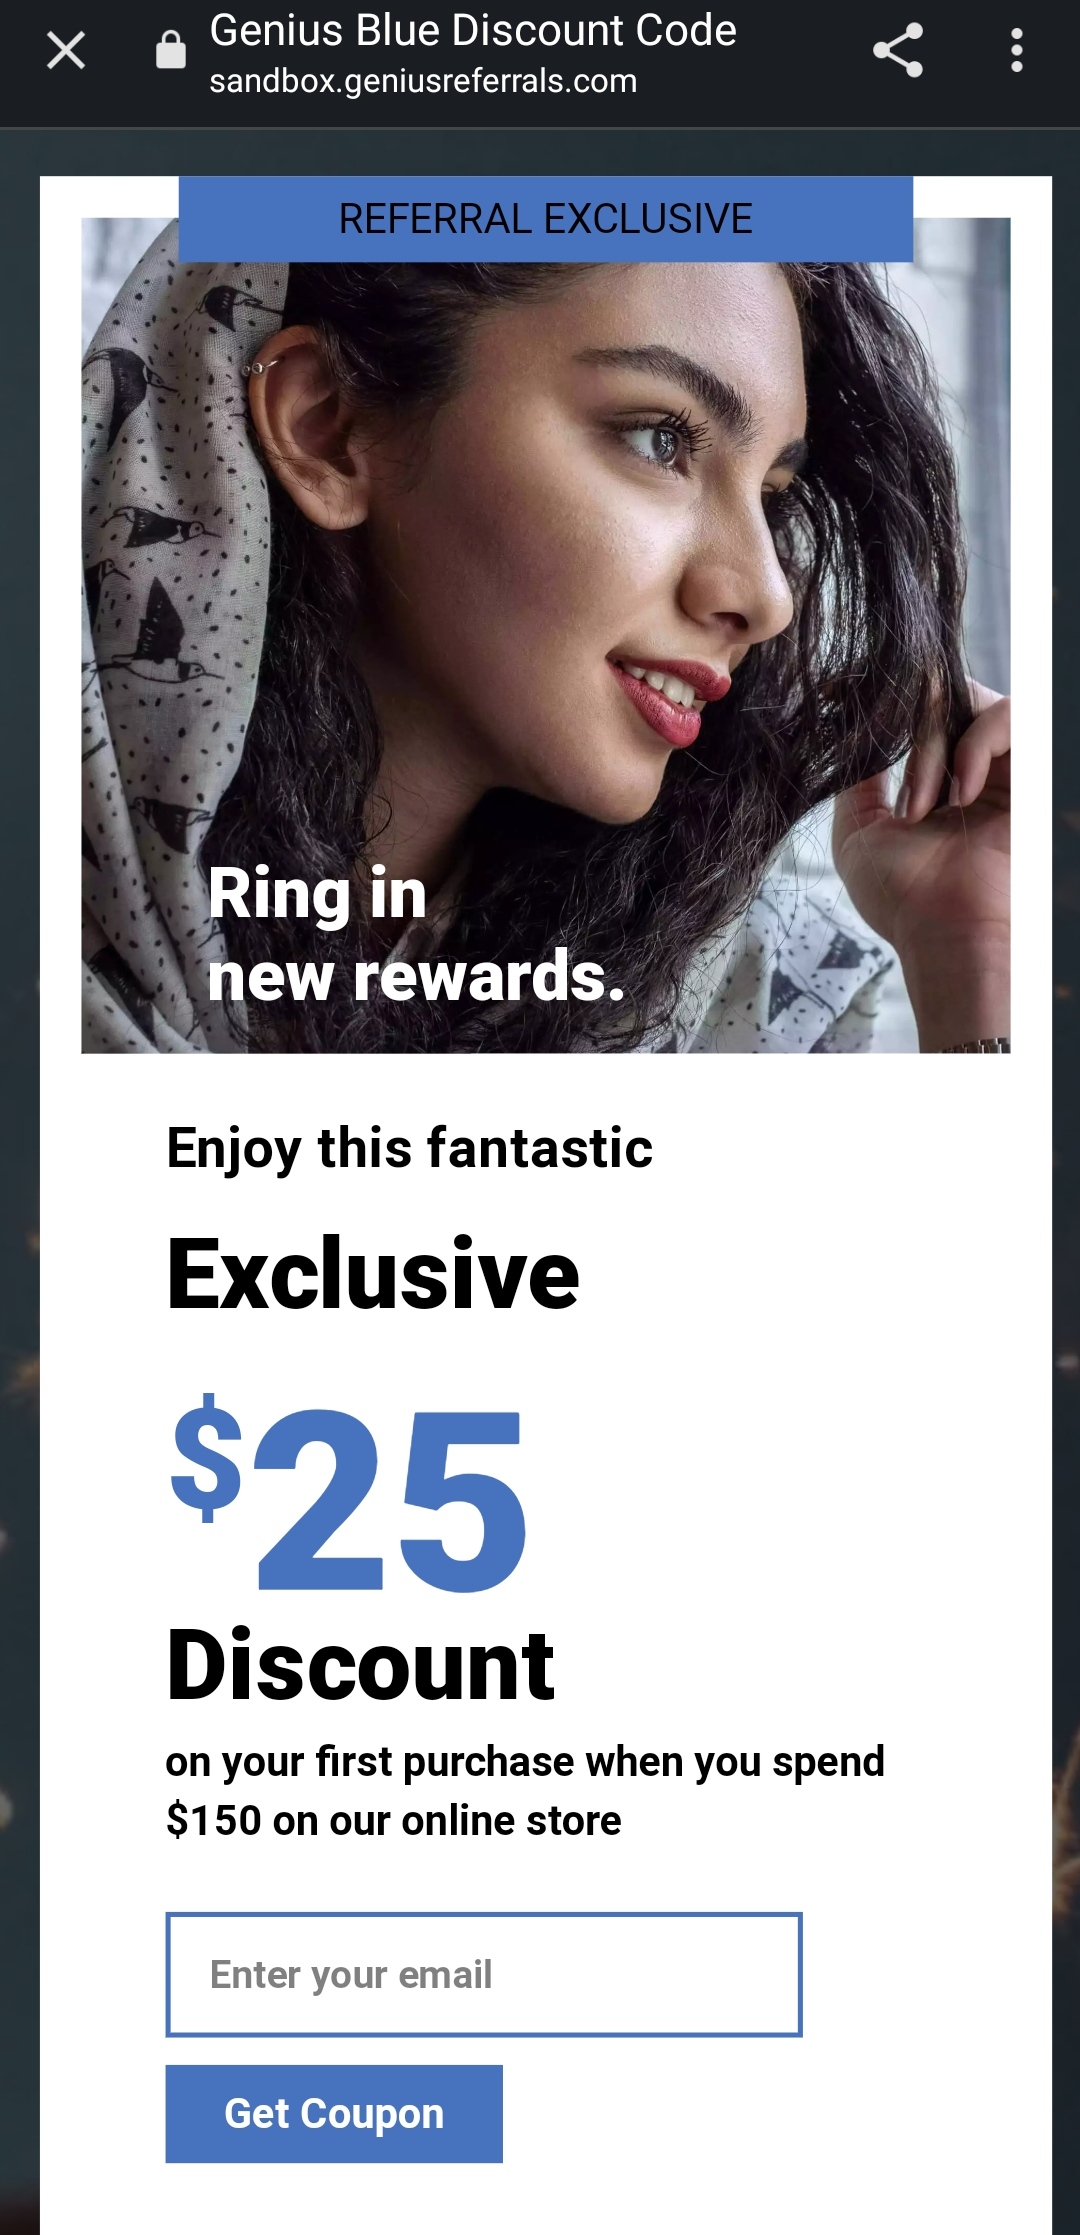 Genius Blue Discount Code
sandbox.geniusreferrals.com
REFERRAL EXCLUSIVE
Ring in
new rewards.
Enjoy this fantastic
Exclusive
$25
Discount
on your first purchase when you spend
$150 on our online store
Enter your email
Get Coupon